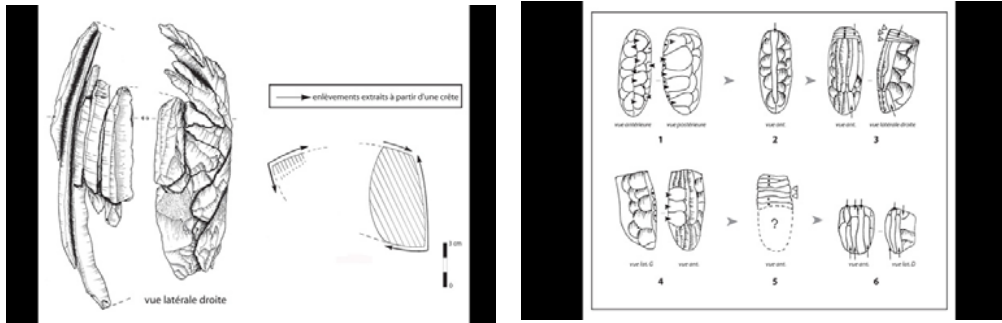 enlèvements extraits à partir d'une crête
3 cm
0
vue latérale droite
vue antérieure vue postérieure
1
vue ant.
2
vue ant. vue latérale droite
3
vue lat. G vue ant.
4
?
vue ant.
5
vue ant. vue lat. D
6